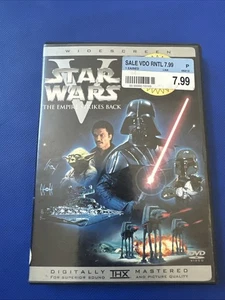 WIDESCREEN
SALE VDO RNTL 7.99 P
7.99
STAR
WARS
V
THE EMPIRE STRIKES BACK
DVD
DIGITALLY THX MASTERED
FOR SUPERIOR SOUND AND PICTURE QUALITY